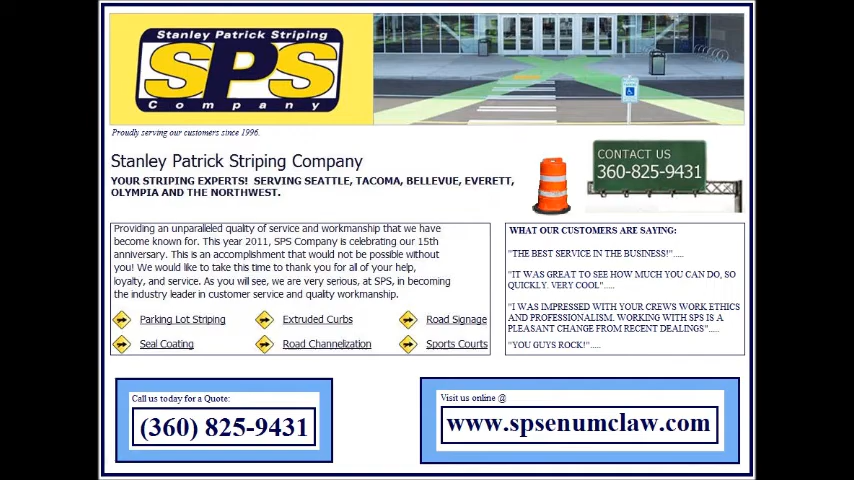 Stanley Patrick Striping
SPS
Company
Proudly serving our customers since 1996.
Stanley Patrick Striping Company
YOUR STRIPING EXPERTS! SERVING SEATTLE, TACOMA, BELLEVUE, EVERETT,
OLYMPIA AND THE NORTHWEST.
CONTACT US
360-825-9431
Providing an unparalleled quality of service and workmanship that we have
become known for. This year 2011, SPS Company is celebrating our 15th
anniversary. This is an accomplishment that would not be possible without
you! We would like to take this time to thank you for all of your help,
loyalty, and service. As you will see, we are very serious, at SPS, in becoming
the industry leader in customer service and quality workmanship.
Parking Lot Striping
Extruded Curbs
Road Signage
Seal Coating
Road Channelization
Sports Courts
WHAT OUR CUSTOMERS ARE SAYING:
"THE BEST SERVICE IN THE BUSINESS!".....
"IT WAS GREAT TO SEE HOW MUCH YOU CAN DO, SO
QUICKLY. VERY COOL".....
"I WAS IMPRESSED WITH YOUR CREWS WORK ETHICS
AND PROFESSIONALISM. WORKING WITH SPS IS A
PLEASANT CHANGE FROM RECENT DEALINGS".....
"YOU GUYS ROCK!".....
Call us today for a Quote:
(360) 825-9431
Visit us online @
www.spsenumclaw.com